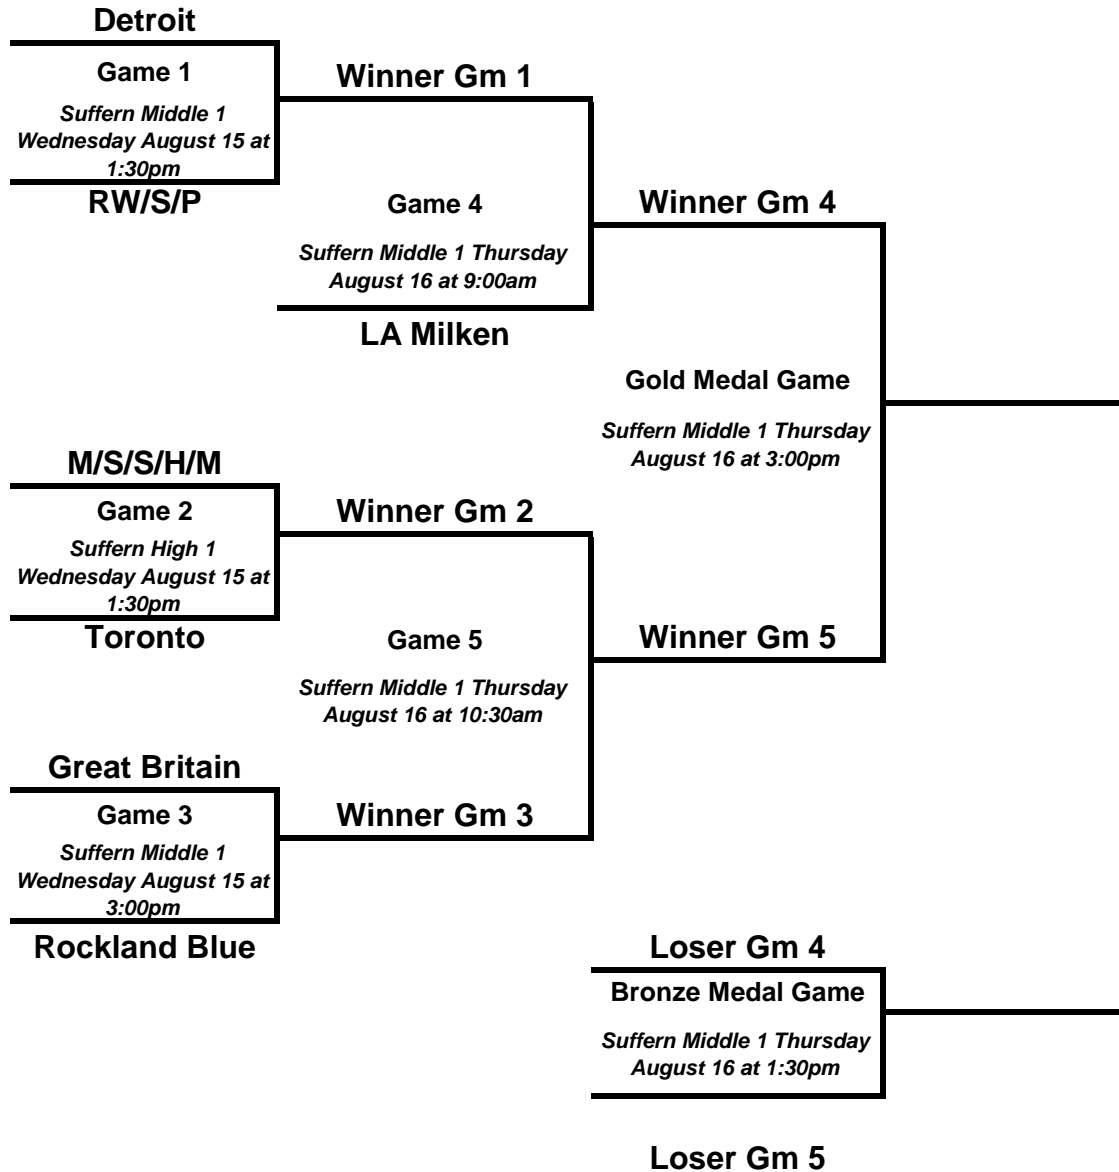 Detroit
Game 1
Suffern Middle 1
Wednesday August 15 at
1:30pm
RW/S/P
Winner Gm 1
Game 4
Suffern Middle 1 Thursday
August 16 at 9:00am
LA Milken
Winner Gm 4
Gold Medal Game
Suffern Middle 1 Thursday
August 16 at 3:00pm
M/S/S/H/M
Game 2
Suffern High 1
Wednesday August 15 at
1:30pm
Toronto
Winner Gm 2
Game 5
Suffern Middle 1 Thursday
August 16 at 10:30am
Winner Gm 5
Great Britain
Game 3
Suffern Middle 1
Wednesday August 15 at
3:00pm
Rockland Blue
Winner Gm 3
Loser Gm 4
Bronze Medal Game
Suffern Middle 1 Thursday
August 16 at 1:30pm
Loser Gm 5